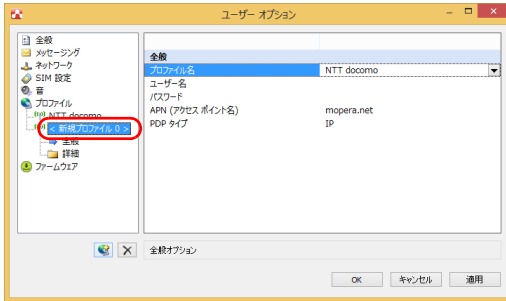 ユーザー オプション
全般
メッセージング
ネットワーク
SIM 設定
音
プロファイル
NTT docomo
< 新規プロファイル 0 >
全般
詳細
ファームウェア
全般
プロファイル名 NTT docomo
ユーザー名
パスワード
APN (アクセス ポイント名) mopera.net
PDP タイプ IP
全般オプション
OK キャンセル 適用